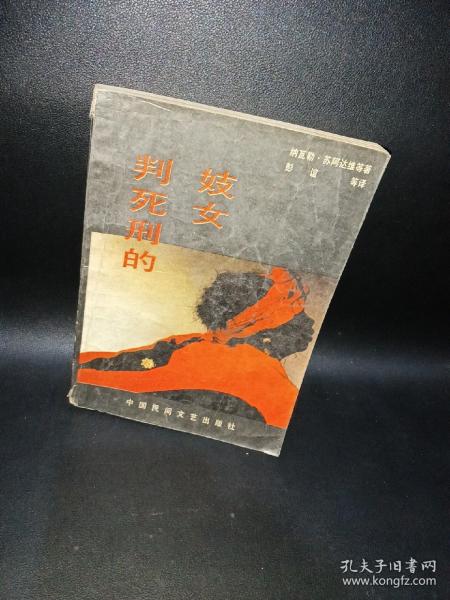 纳瓦勒·苏阿达维等著
彭谊 等译
判死刑的
妓女
中国民间文艺出版社
孔夫子旧书网
www.kongfz.com